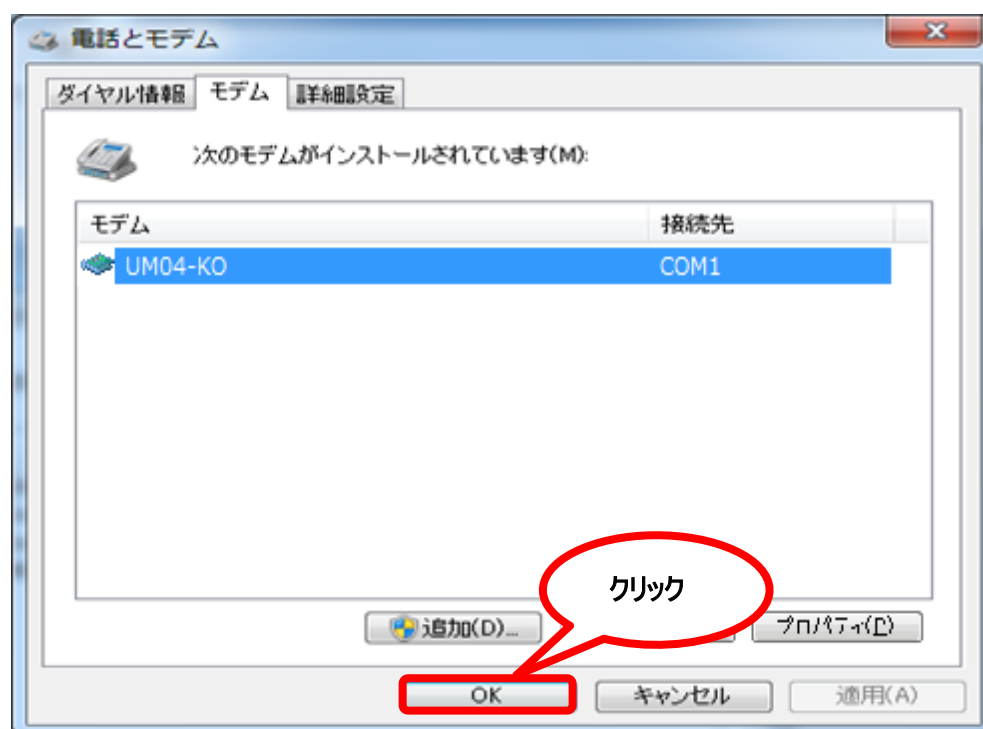 電話とモデム
ダイヤル情報 モデム 詳細設定
次のモデムがインストールされています(M):
モデム 接続先
UM04-KO COM1
クリック
追加(D)... プロパティ(P)
OK キャンセル 適用(A)